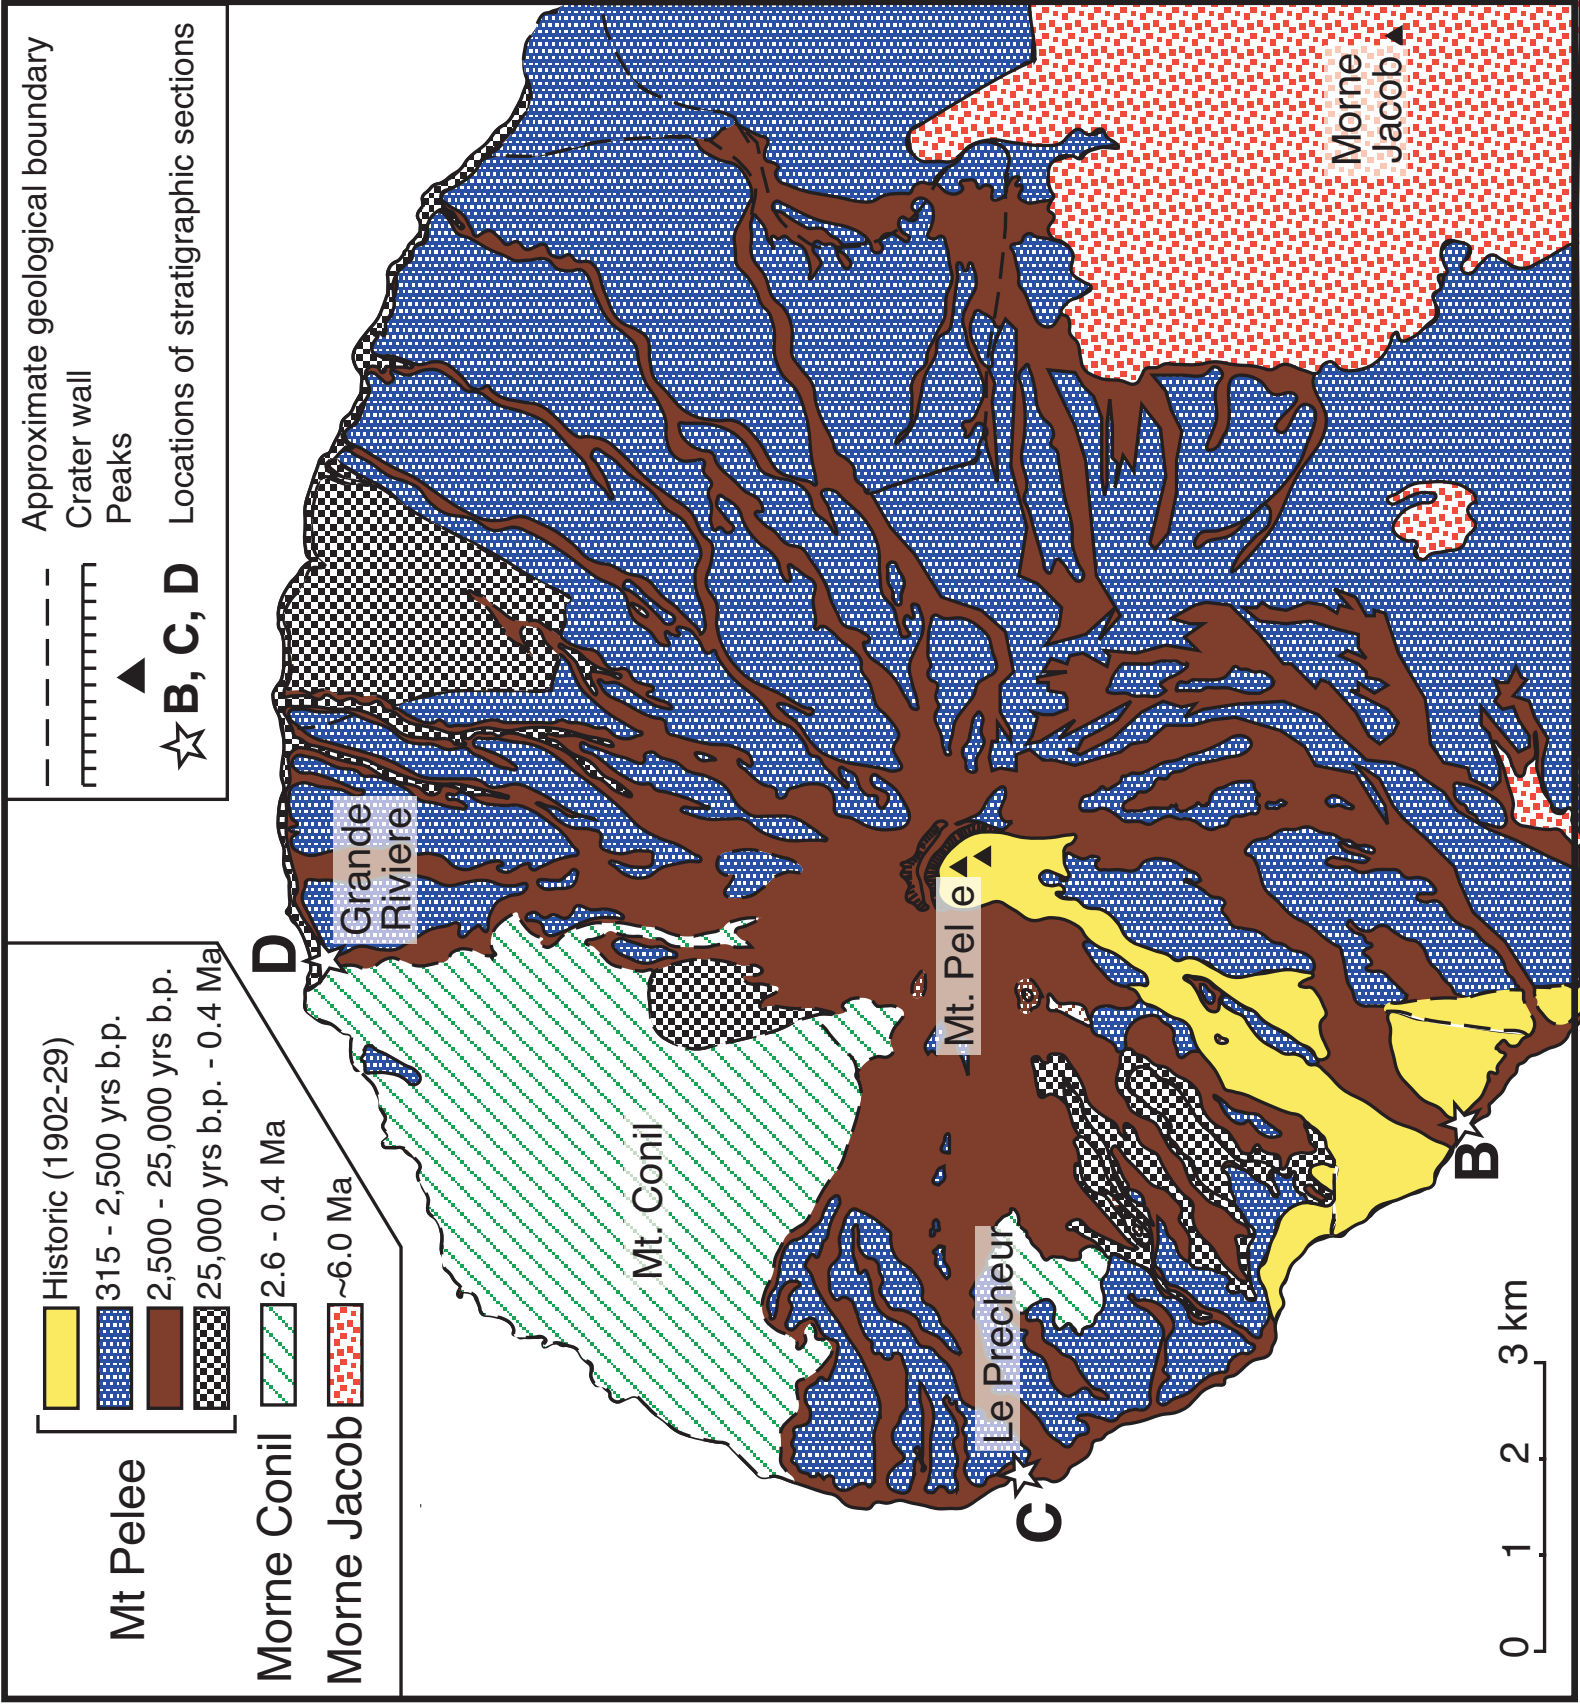 Mt Pelee
Historic (1902-29)
315 - 2,500 yrs b.p.
2,500 - 25,000 yrs b.p.
25,000 yrs b.p. - 0.4 Ma
Morne Conil
2.6 - 0.4 Ma
Morne Jacob
~6.0 Ma
Approximate geological boundary
Crater wall
Peaks
B, C, D
Locations of stratigraphic sections
D
Grande
Riviere
Mt. Conil
Mt. Pel e
Le Precheur
C
B
Morne
Jacob
0 1 2 3 km